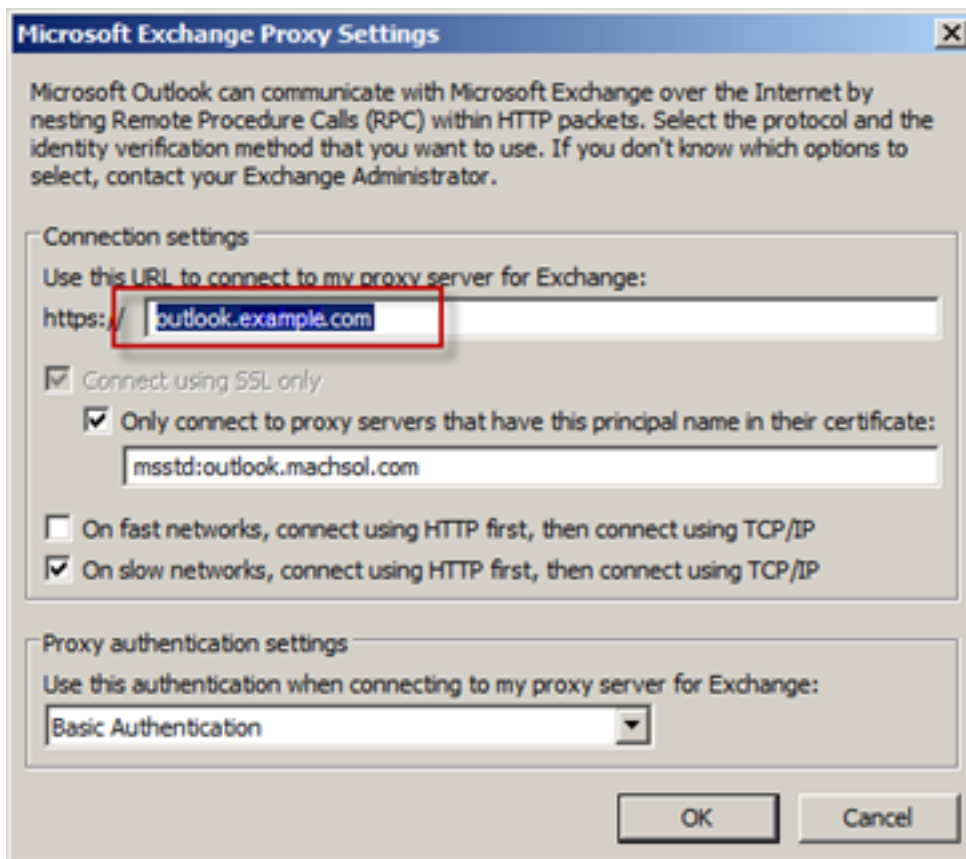 Microsoft Exchange Proxy Settings
Microsoft Outlook can communicate with Microsoft Exchange over the Internet by
nesting Remote Procedure Calls (RPC) within HTTP packets. Select the protocol and the
identity verification method that you want to use. If you don't know which options to
select, contact your Exchange Administrator.
Connection settings
Use this URL to connect to my proxy server for Exchange:
https:// outlook.example.com
Connect using SSL only
Only connect to proxy servers that have this principal name in their certificate:
msstd:outlook.machsol.com
On fast networks, connect using HTTP first, then connect using TCP/IP
On slow networks, connect using HTTP first, then connect using TCP/IP
Proxy authentication settings
Use this authentication when connecting to my proxy server for Exchange:
Basic Authentication
OK Cancel